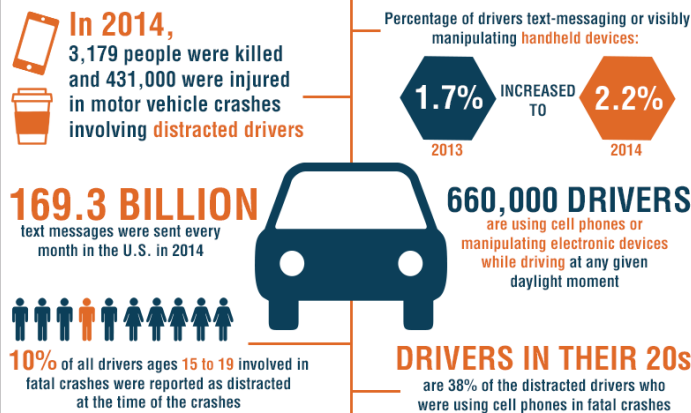 In 2014,
3,179 people were killed
and 431,000 were injured
in motor vehicle crashes
involving distracted drivers
Percentage of drivers text-messaging or visibly
manipulating handheld devices:
1.7% INCREASED TO 2.2%
2013 2014
169.3 BILLION
text messages were sent every
month in the U.S. in 2014
660,000 DRIVERS
are using cell phones or
manipulating electronic devices
while driving at any given
daylight moment
10% of all drivers ages 15 to 19 involved in
fatal crashes were reported as distracted
at the time of the crashes
DRIVERS IN THEIR 20s
are 38% of the distracted drivers who
were using cell phones in fatal crashes